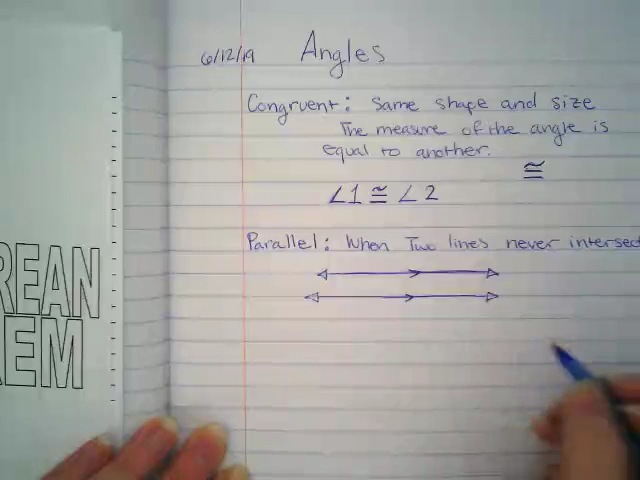 6/12/19 Angles
Congruent: Same shape and size
The measure of the angle is
equal to another.
≅
∠1 ≅ ∠2
Parallel: When Two lines never intersect
REAN
EM